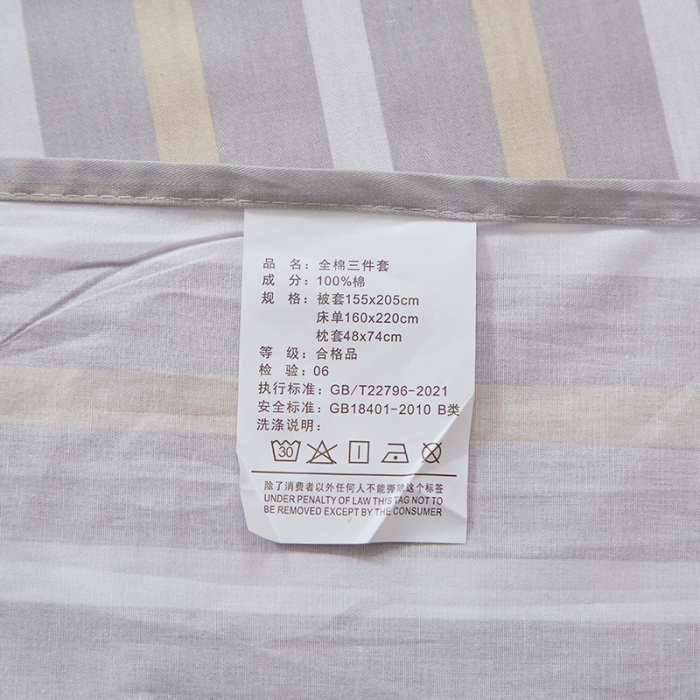 品 名：全棉三件套
成 分：100%棉
规 格：被套155x205cm
床单160x220cm
枕套48x74cm
等 级：合格品
检 验：06
执行标准：GB/T22796-2021
安全标准：GB18401-2010 B类
洗涤说明：
30
除了消费者以外任何人不能撕除这个标签
UNDER PENALTY OF LAW THIS TAG NOT TO
BE REMOVED EXCEPT BY THE CONSUMER